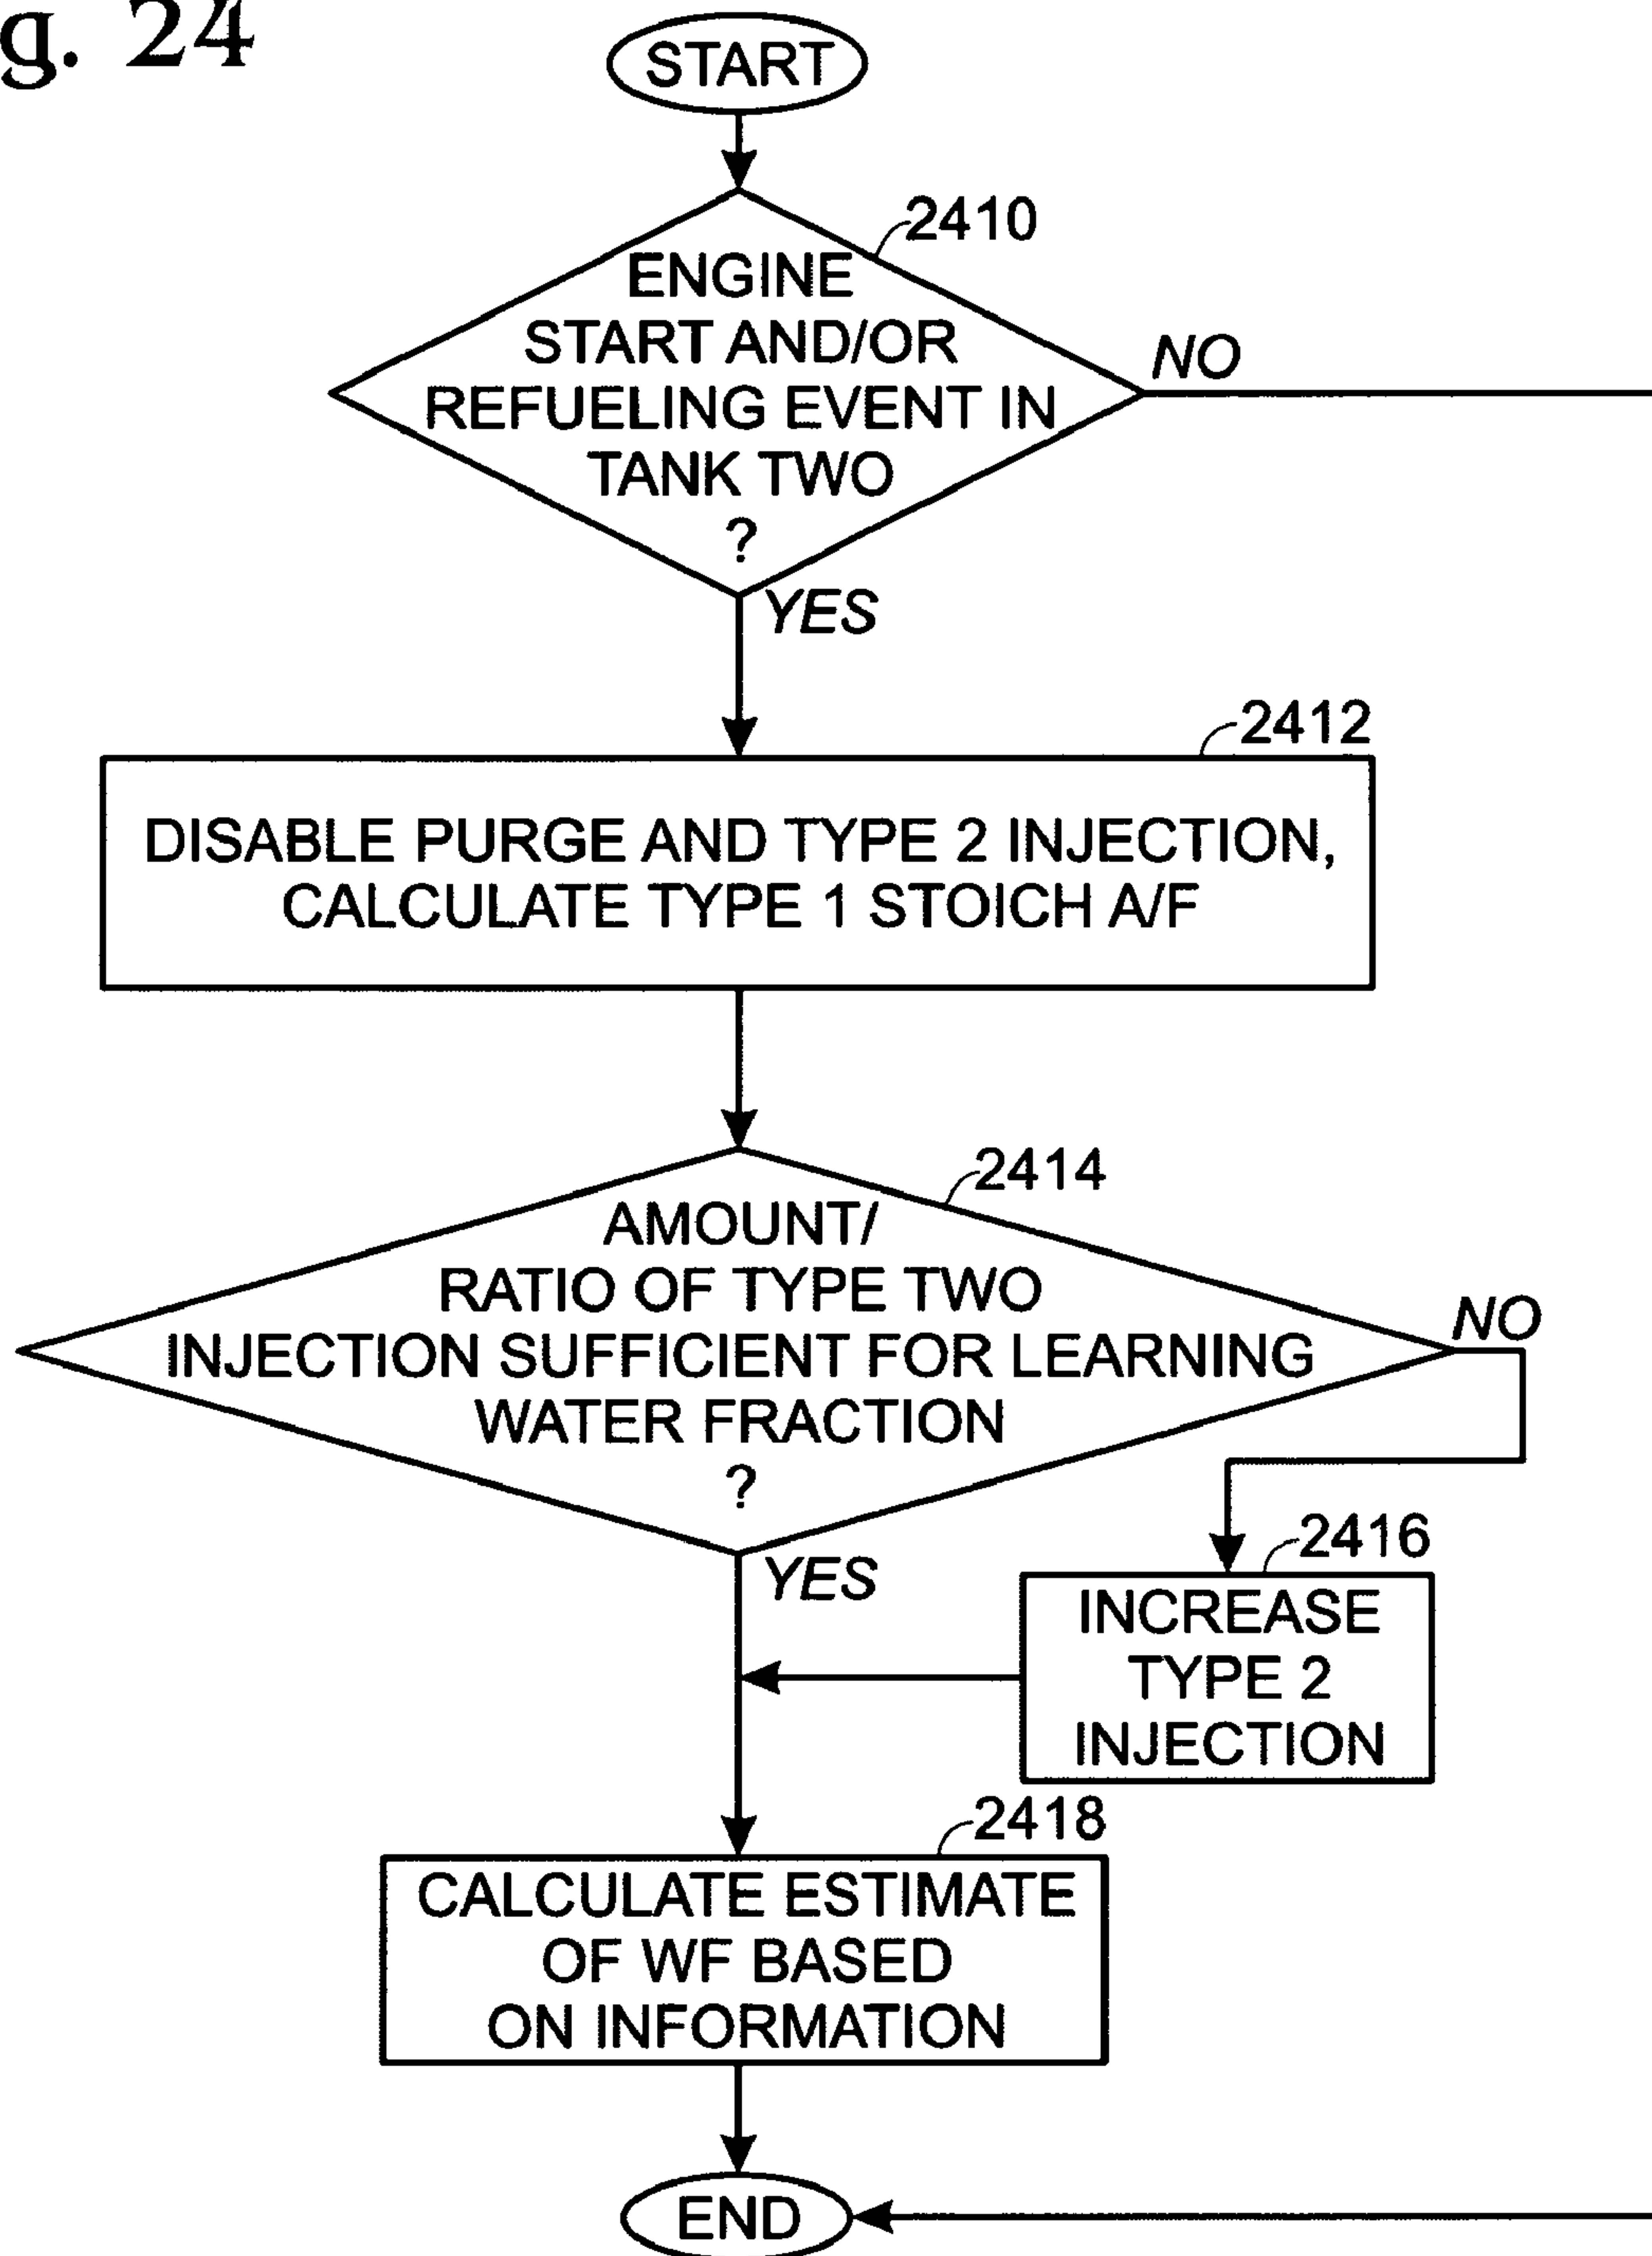 g. 24
START
2410
ENGINE
START AND/OR
REFUELING EVENT IN
TANK TWO
?
NO
YES
2412
DISABLE PURGE AND TYPE 2 INJECTION,
CALCULATE TYPE 1 STOICH A/F
2414
AMOUNT/
RATIO OF TYPE TWO
INJECTION SUFFICIENT FOR LEARNING
WATER FRACTION
?
NO
YES
2416
INCREASE
TYPE 2
INJECTION
2418
CALCULATE ESTIMATE
OF WF BASED
ON INFORMATION
END